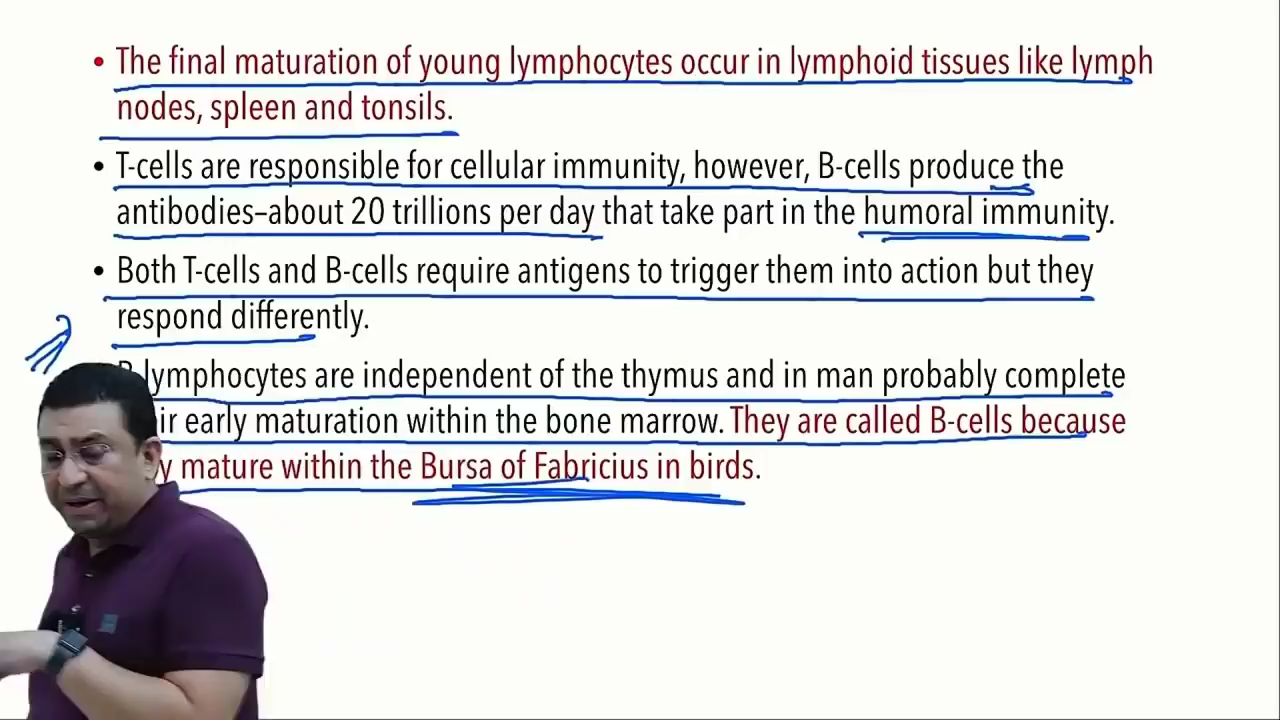 • The final maturation of young lymphocytes occur in lymphoid tissues like lymph
nodes, spleen and tonsils.
• T-cells are responsible for cellular immunity, however, B-cells produce the
antibodies–about 20 trillions per day that take part in the humoral immunity.
• Both T-cells and B-cells require antigens to trigger them into action but they
respond differently.
lymphocytes are independent of the thymus and in man probably complete
early maturation within the bone marrow. They are called B-cells because
mature within the Bursa of Fabricius in birds.